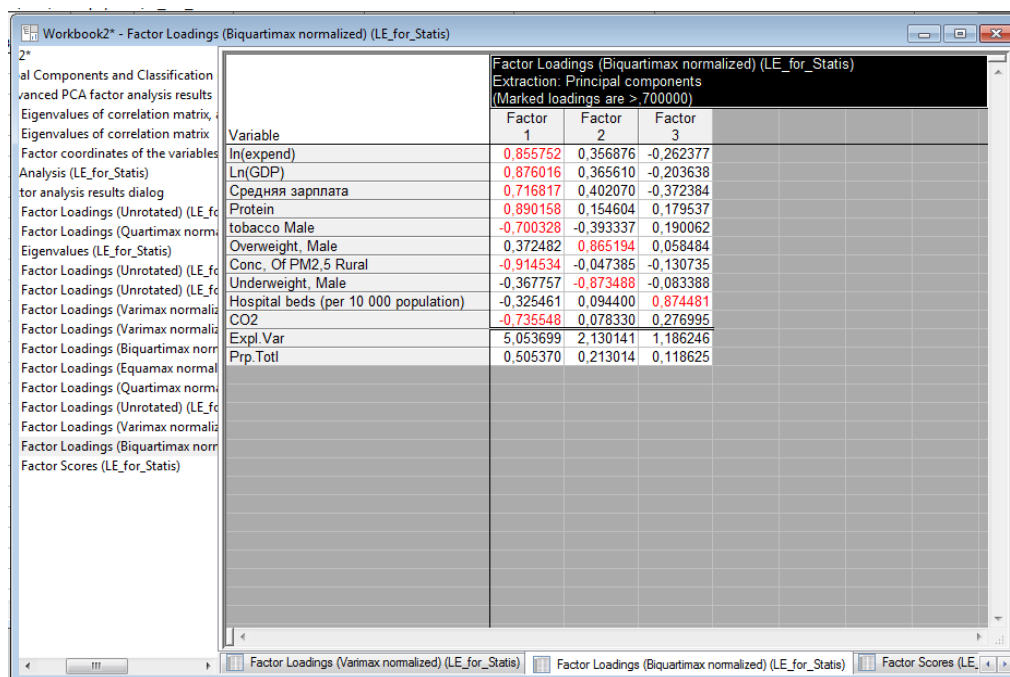 Workbook2* - Factor Loadings (Biquartimax normalized) (LE_for_Statis)
2*
al Components and Classification
vanced PCA factor analysis results
Eigenvalues of correlation matrix,
Eigenvalues of correlation matrix
Factor coordinates of the variables
Analysis (LE_for_Statis)
tor analysis results dialog
Factor Loadings (Unrotated) (LE_fo
Factor Loadings (Quartimax norma
Eigenvalues (LE_for_Statis)
Factor Loadings (Unrotated) (LE_fo
Factor Loadings (Unrotated) (LE_fo
Factor Loadings (Varimax normaliz
Factor Loadings (Varimax normaliz
Factor Loadings (Biquartimax norr
Factor Loadings (Equamax normal
Factor Loadings (Quartimax norma
Factor Loadings (Unrotated) (LE_fo
Factor Loadings (Varimax normaliz
Factor Loadings (Biquartimax norr
Factor Scores (LE_for_Statis)
Factor Loadings (Biquartimax normalized) (LE_for_Statis)
Extraction: Principal components
(Marked loadings are >,700000)
Variable Factor 1 Factor 2 Factor 3
ln(expend) 0,855752 0,356876 -0,262377
Ln(GDP) 0,876016 0,365610 -0,203638
Средняя зарплата 0,716817 0,402070 -0,372384
Protein 0,890158 0,154604 0,179537
tobacco Male -0,700328 -0,393337 0,190062
Overweight, Male 0,372482 0,865194 0,058484
Conc, Of PM2,5 Rural -0,914534 -0,047385 -0,130735
Underweight, Male -0,367757 -0,873488 -0,083388
Hospital beds (per 10 000 population) -0,325461 0,094400 0,874481
CO2 -0,735548 0,078330 0,276995
Expl.Var 5,053699 2,130141 1,186246
Prp.Totl 0,505370 0,213014 0,118625
Factor Loadings (Varimax normalized) (LE_for_Statis) Factor Loadings (Biquartimax normalized) (LE_for_Statis) Factor Scores (LE_